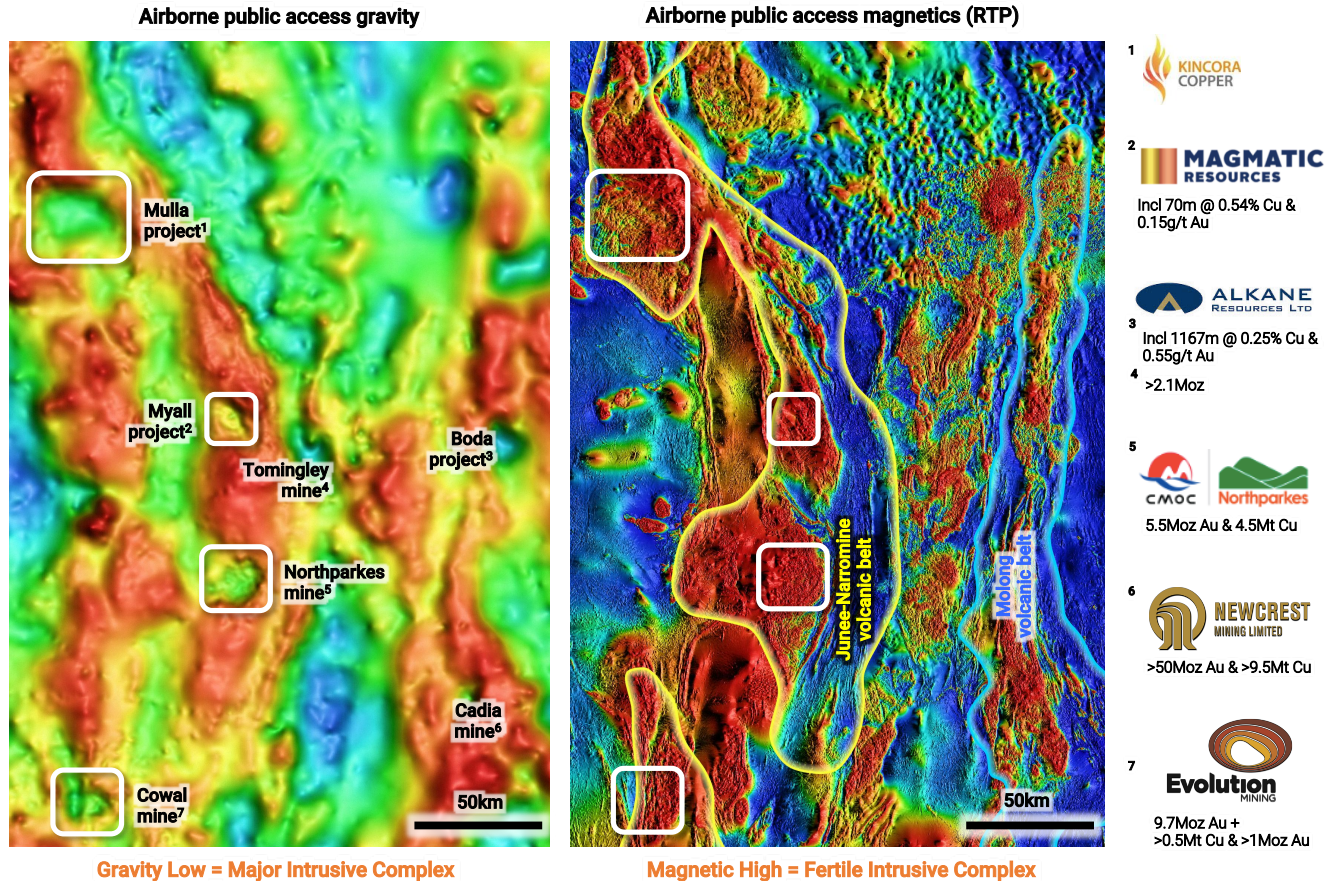 Airborne public access gravity
Mulla
project1
Myall
project2
Boda
project3
Tomingley
mine4
Northparkes
mine5
Cadia
mine6
Cowal
mine7
50km
Gravity Low = Major Intrusive Complex
Airborne public access magnetics (RTP)
Junee-Narromine
volcanic belt
Molong
volcanic belt
50km
Magnetic High = Fertile Intrusive Complex
1
KINCORA
COPPER
2
MAGMATIC
RESOURCES
Incl 70m @ 0.54% Cu &
0.15g/t Au
ALKANE
RESOURCES LTD
3
Incl 1167m @ 0.25% Cu &
0.55g/t Au
4
>2.1Moz
5
CMOC
Northparkes
5.5Moz Au & 4.5Mt Cu
6
NEWCREST
MINING LIMITED
>50Moz Au & >9.5Mt Cu
7
Evolution
MINING
9.7Moz Au +
>0.5Mt Cu & >1Moz Au